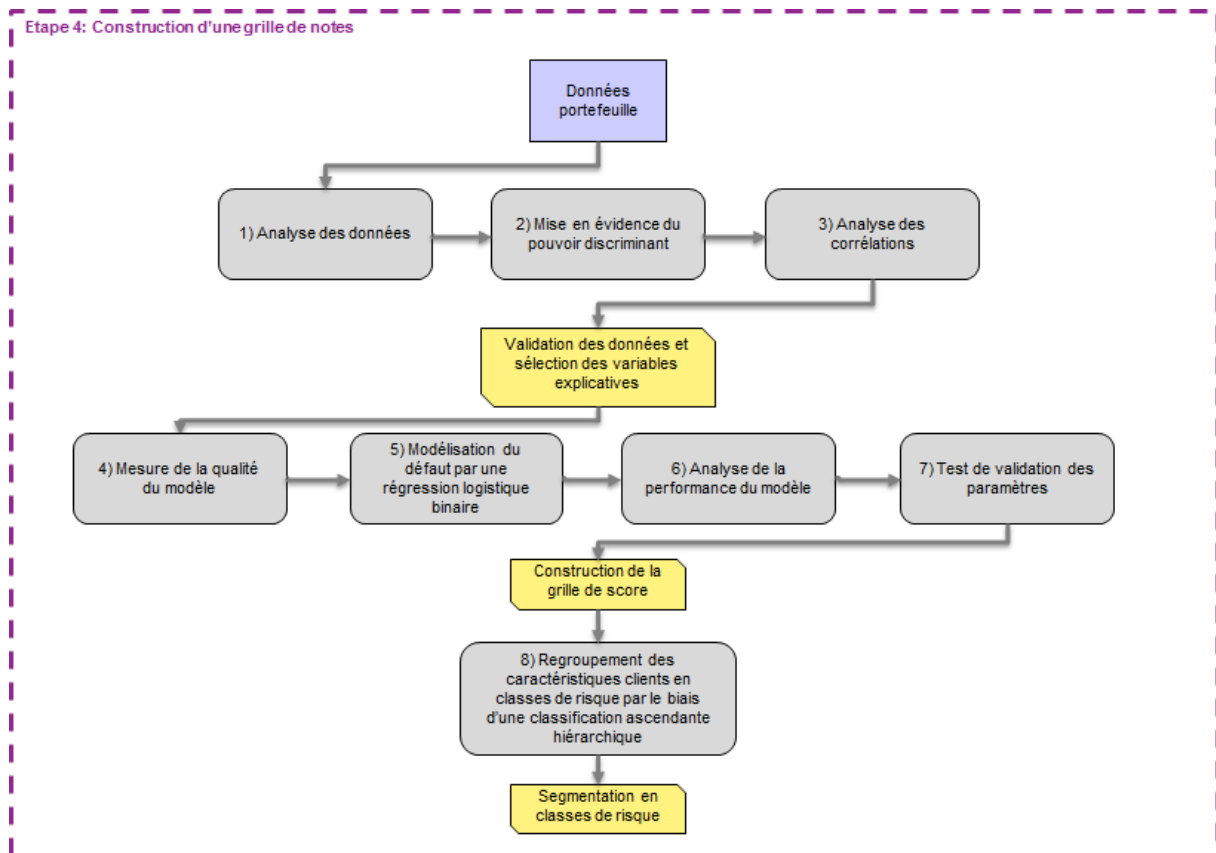 Etape 4: Construction d'une grille de notes
Données
portefeuille
1) Analyse des données
2) Mise en évidence du
pouvoir discriminant
3) Analyse des
corrélations
Validation des données et
sélection des variables
explicatives
4) Mesure de la qualité
du modèle
5) Modélisation du
défaut par une
régression logistique
binaire
6) Analyse de la
performance du modèle
7) Test de validation des
paramètres
Construction de la
grille de score
8) Regroupement des
caractéristiques clients en
classes de risque par le biais
d'une classification ascendante
hiérarchique
Segmentation en
classes de risque